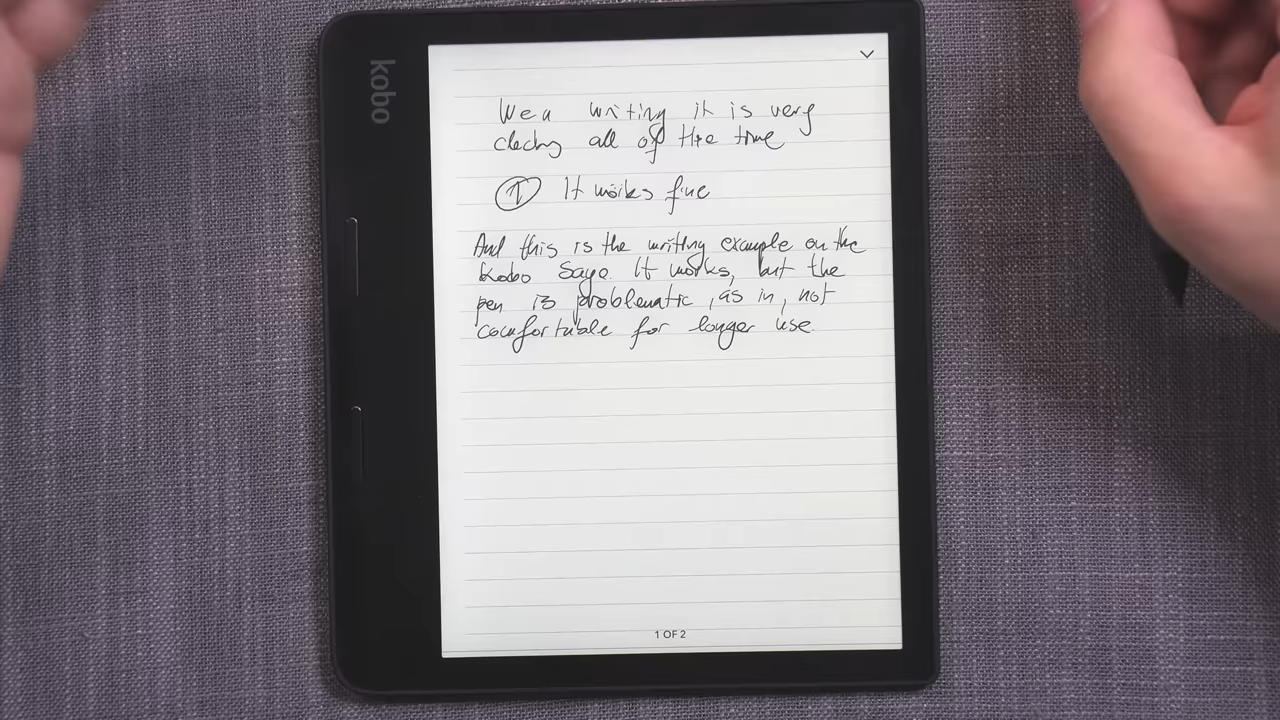 kobo
writing it is very
all of the time
① It works fine
And this is the writing example on the
Kobo Sage. It works, but the
pen is problematic, as in, not
comfortable for longer use.
1 OF 2